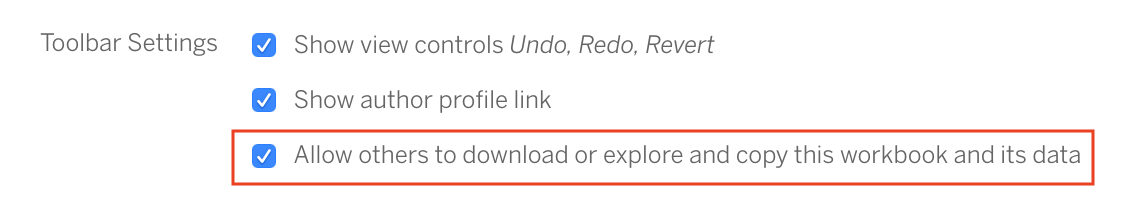 Toolbar Settings
Show view controls Undo, Redo, Revert
Show author profile link
Allow others to download or explore and copy this workbook and its data